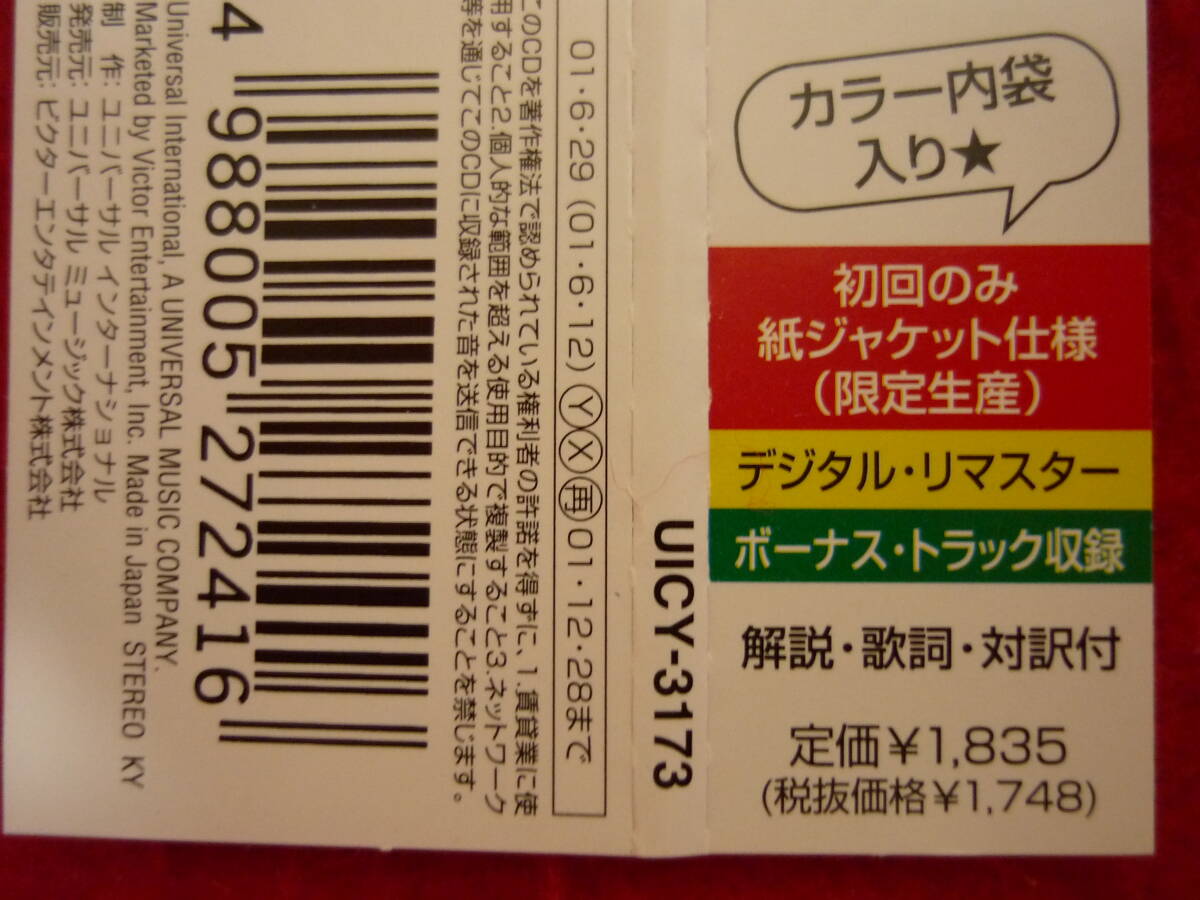 カラー内袋
入り★
初回のみ
紙ジャケット仕様
(限定生産)
デジタル・リマスター
ボーナス・トラック収録
解説・歌詞・対訳付
定価￥1,835
(税抜価格￥1,748)
UICY-3173
01・6・29 (01・6・12) Ⓨ Ⓧ 再 01・12・28まで
このCDを著作権法で認められている権利者の許諾を得ずに、1.賃貸業に使
用すること2.個人的な範囲を超える使用目的で複製すること3.ネットワーク
等を通じてこのCDに収録された音を送信できる状態にすることを禁じます。
4 988005 272416
Universal International, A UNIVERSAL MUSIC COMPANY.
Marketed by Victor Entertainment, Inc. Made in Japan STEREO KY
制 作: ユニバーサル インターナショナル
発売元: ユニバーサル ミュージック株式会社
販売元: ビクターエンタテインメント株式会社